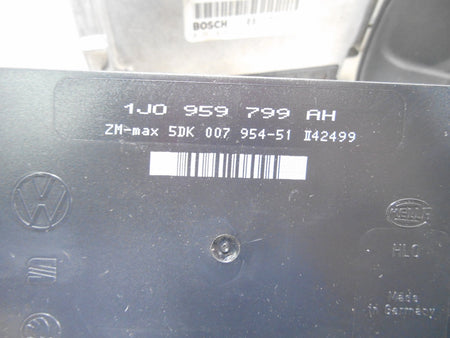 BOSCH
1J0 959 799 AH
ZM-max 5DK 007 954-51 II42499
HELLA
HLO
Made
in Germany